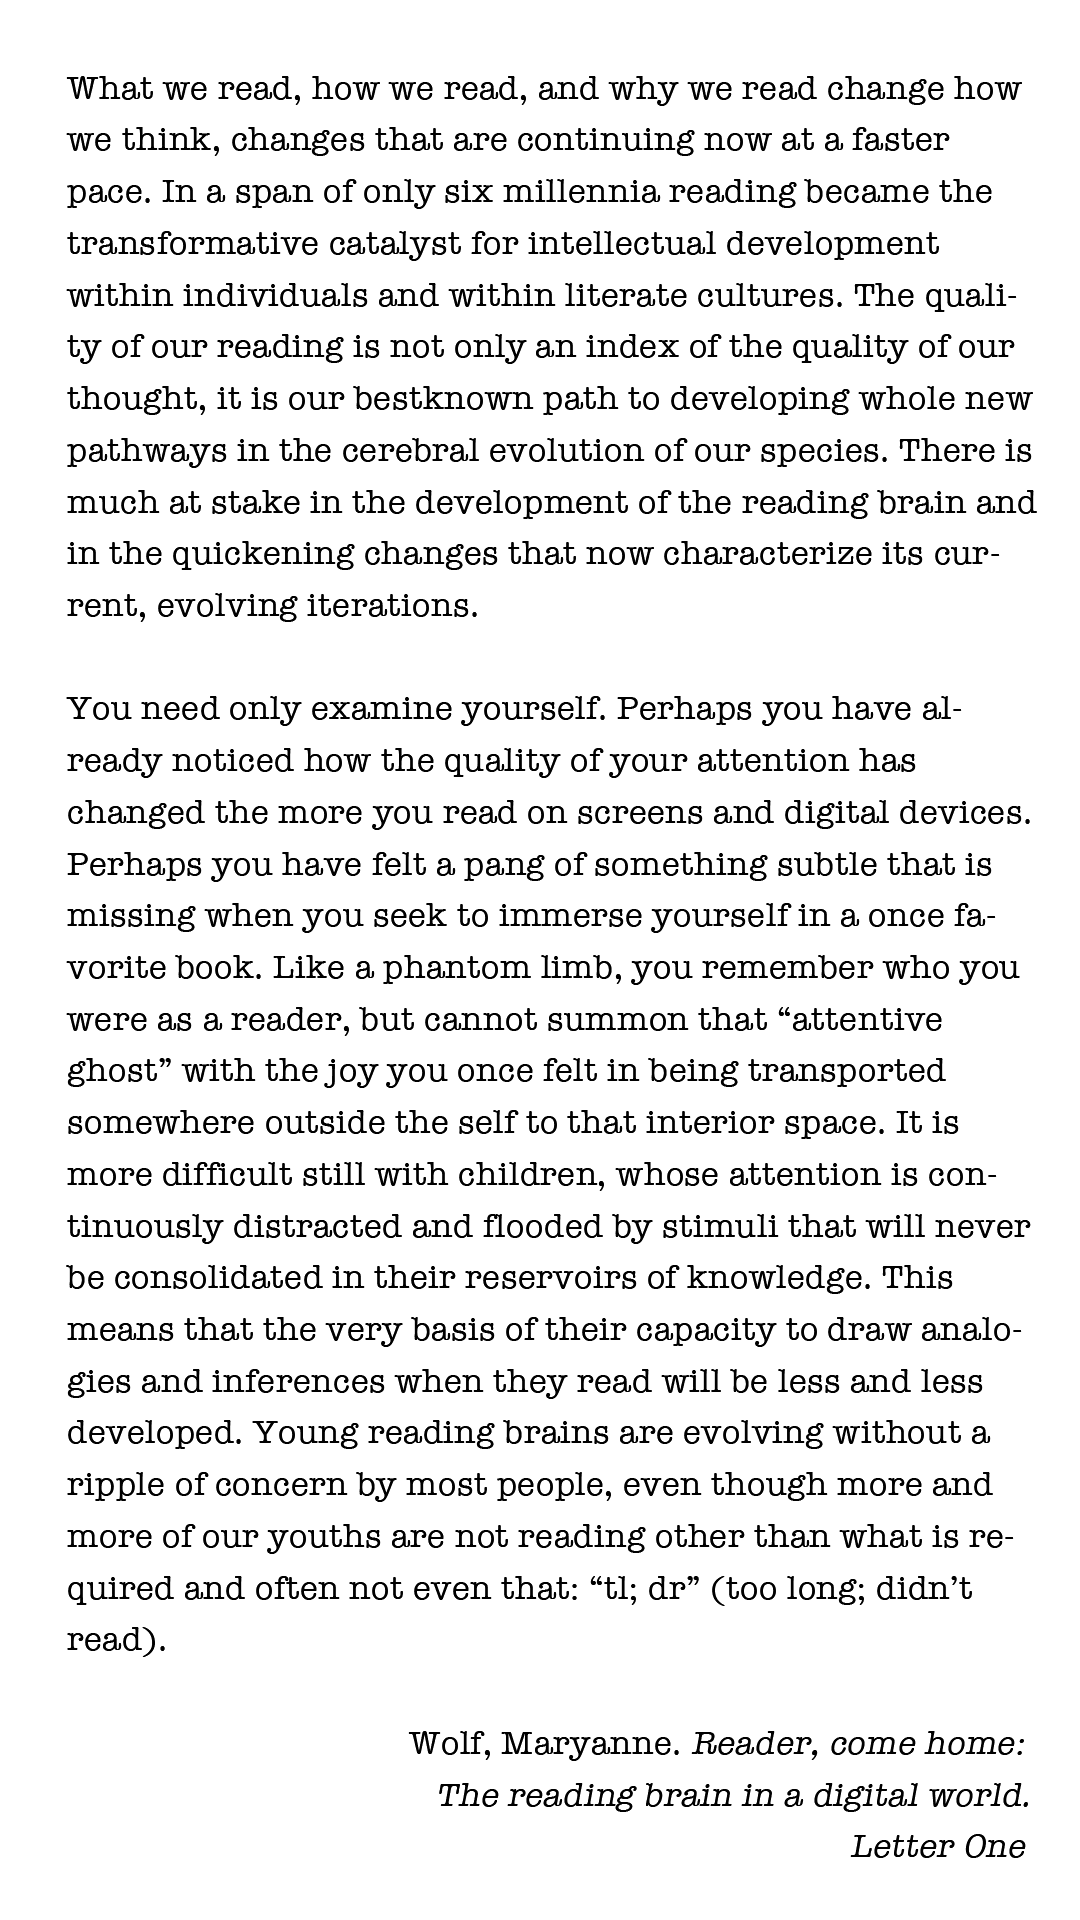 What we read, how we read, and why we read change how
we think, changes that are continuing now at a faster
pace. In a span of only six millennia reading became the
transformative catalyst for intellectual development
within individuals and within literate cultures. The quali-
ty of our reading is not only an index of the quality of our
thought, it is our bestknown path to developing whole new
pathways in the cerebral evolution of our species. There is
much at stake in the development of the reading brain and
in the quickening changes that now characterize its cur-
rent, evolving iterations.

You need only examine yourself. Perhaps you have al-
ready noticed how the quality of your attention has
changed the more you read on screens and digital devices.
Perhaps you have felt a pang of something subtle that is
missing when you seek to immerse yourself in a once fa-
vorite book. Like a phantom limb, you remember who you
were as a reader, but cannot summon that “attentive
ghost” with the joy you once felt in being transported
somewhere outside the self to that interior space. It is
more difficult still with children, whose attention is con-
tinuously distracted and flooded by stimuli that will never
be consolidated in their reservoirs of knowledge. This
means that the very basis of their capacity to draw analo-
gies and inferences when they read will be less and less
developed. Young reading brains are evolving without a
ripple of concern by most people, even though more and
more of our youths are not reading other than what is re-
quired and often not even that: “tl; dr” (too long; didn’t
read).

Wolf, Maryanne. Reader, come home:
The reading brain in a digital world.
Letter One